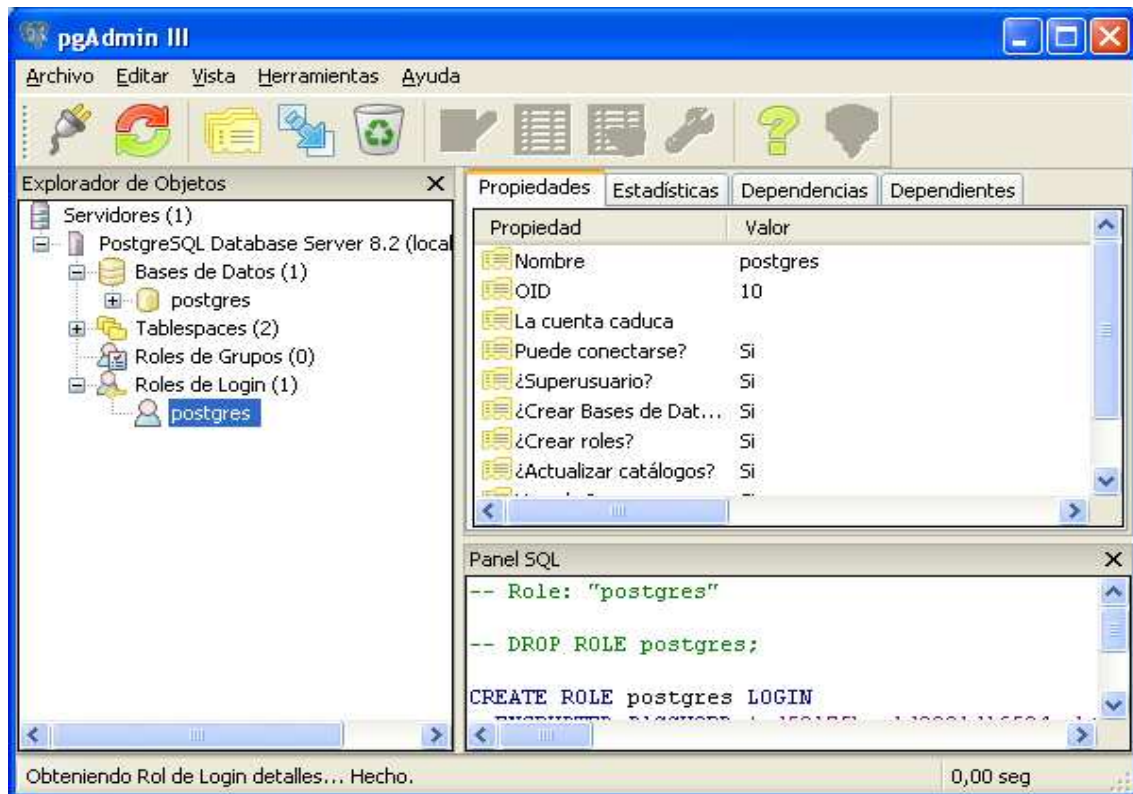 pgAdmin III
Archivo Editar Vista Herramientas Ayuda
Explorador de Objetos
Servidores (1)
PostgreSQL Database Server 8.2 (local
Bases de Datos (1)
postgres
Tablespaces (2)
Roles de Grupos (0)
Roles de Login (1)
postgres
Propiedades Estadísticas Dependencias Dependientes
Propiedad Valor
Nombre postgres
OID 10
La cuenta caduca
Puede conectarse? Si
¿Superusuario? Si
¿Crear Bases de Dat... Si
¿Crear roles? Si
¿Actualizar catálogos? Si
Panel SQL
-- Role: "postgres"
-- DROP ROLE postgres;
CREATE ROLE postgres LOGIN
Obteniendo Rol de Login detalles... Hecho.
0,00 seg